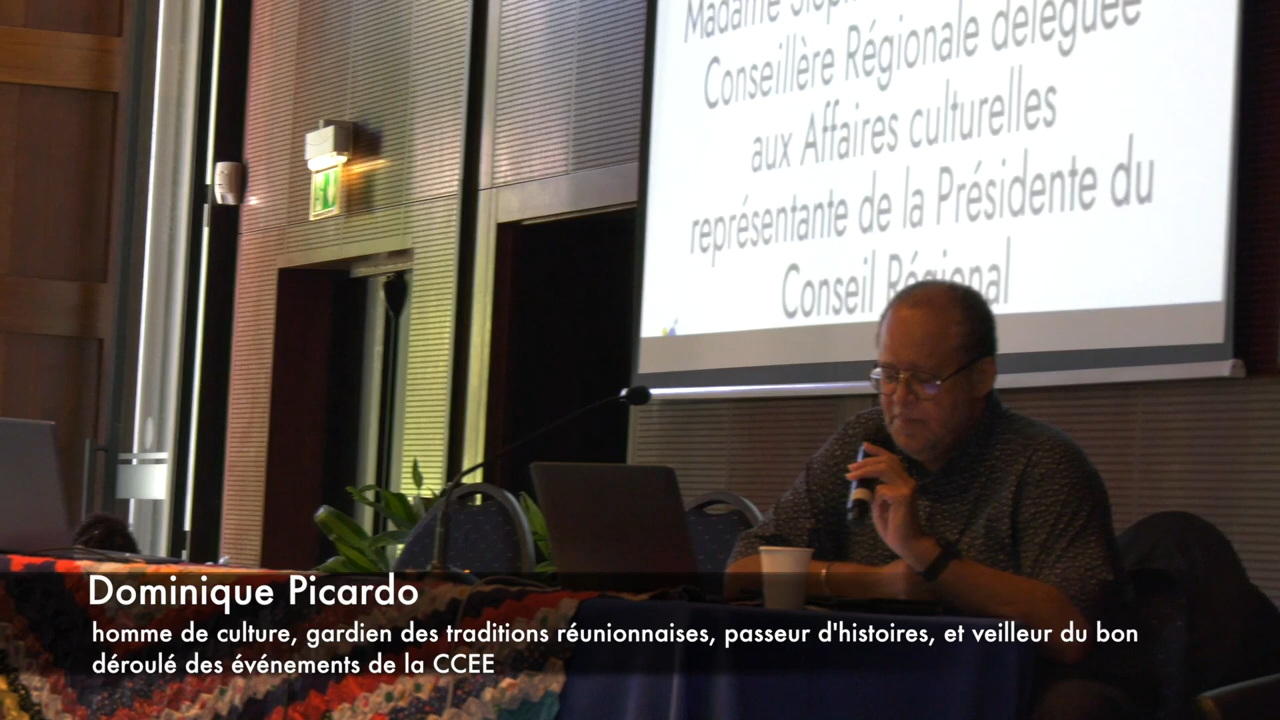 Madame
Conseillère Régionale déléguée
aux Affaires culturelles
représentante de la Présidente du
Conseil Régional
Dominique Picardo
homme de culture, gardien des traditions réunionnaises, passeur d'histoires, et veilleur du bon
déroulé des événements de la CCEE